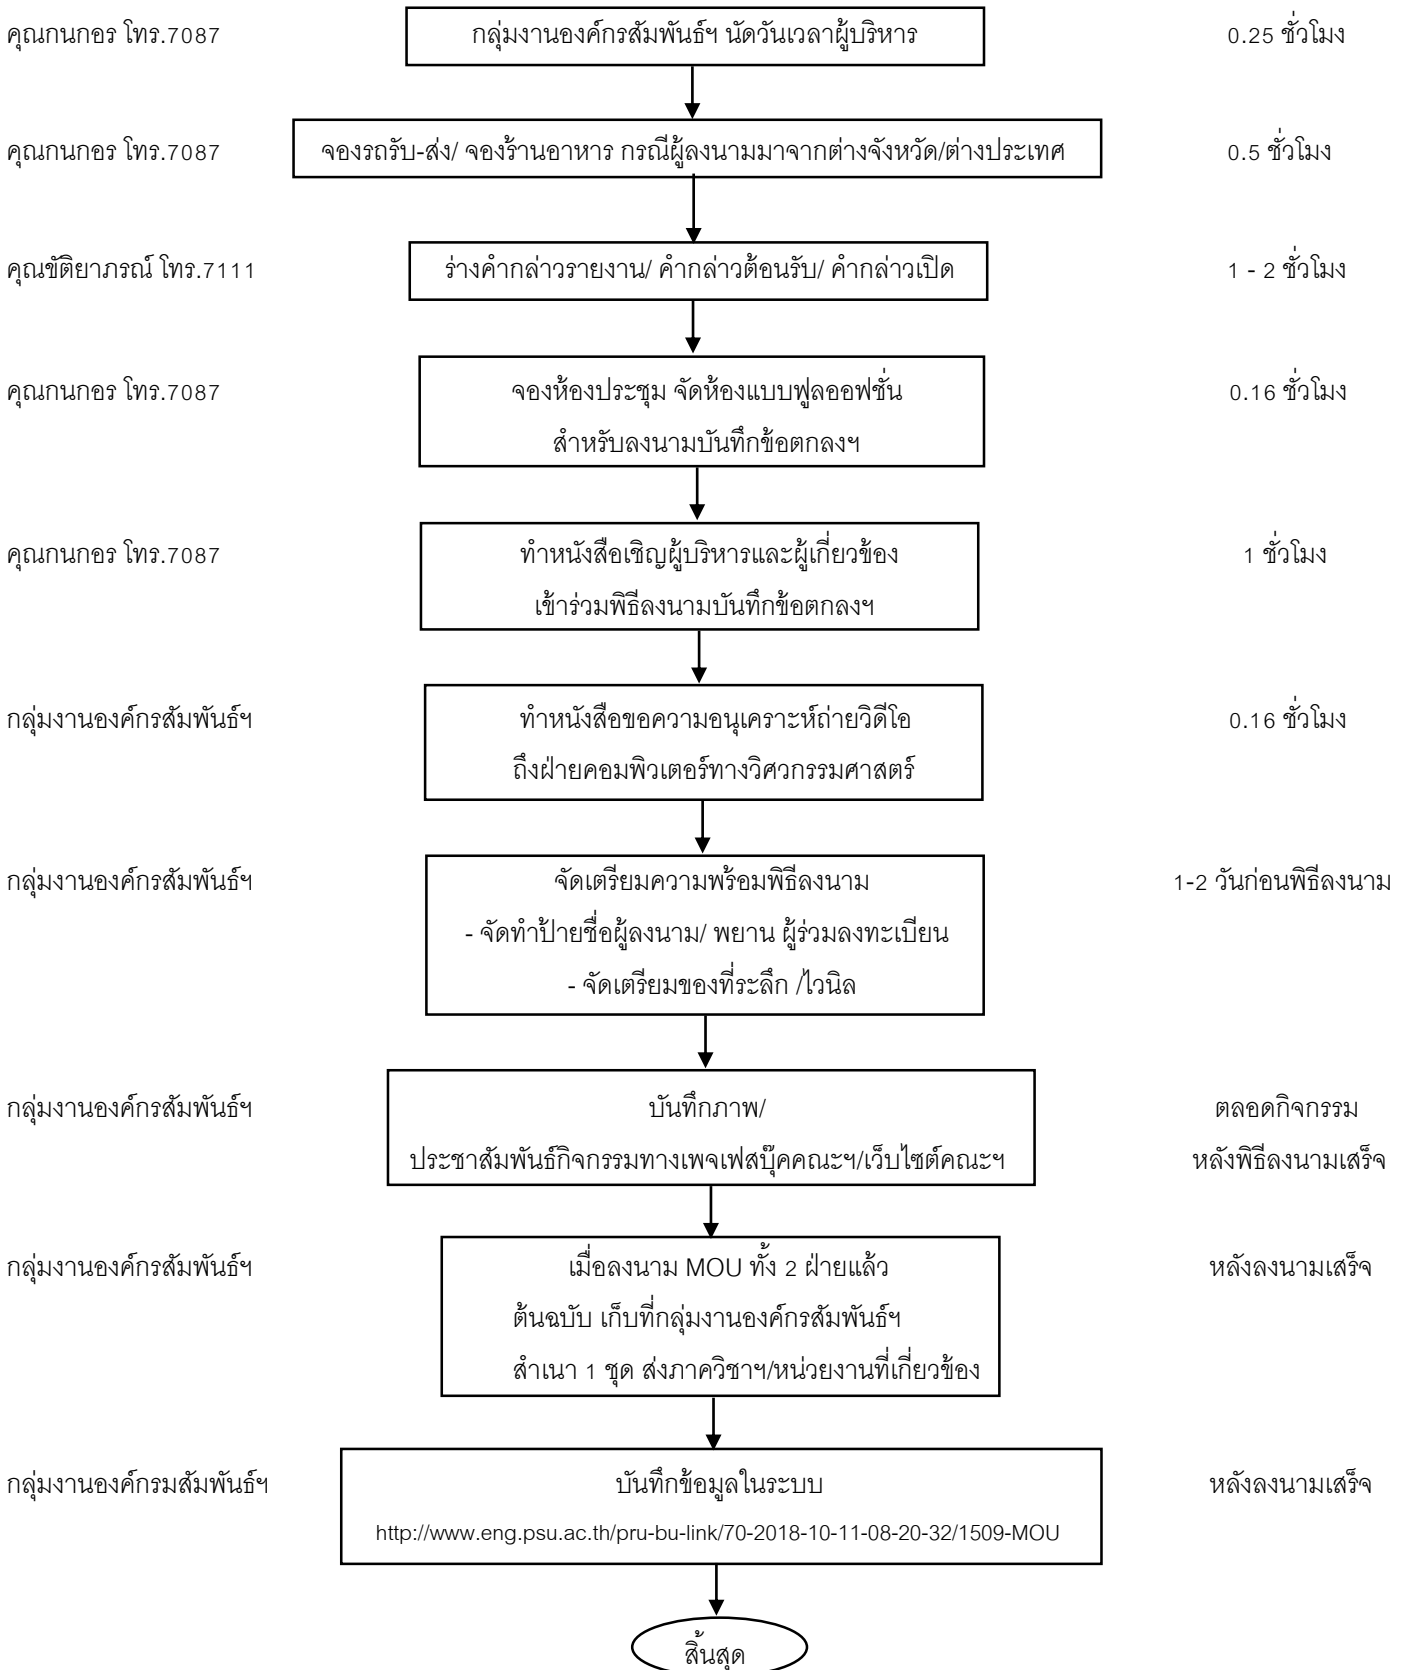 คุณกนกอร โทร.7087 กลุ่มงานองค์กรสัมพันธ์ฯ นัดวันเวลาผู้บริหาร 0.25 ชั่วโมง
คุณกนกอร โทร.7087 จองรถรับ-ส่ง/ จองร้านอาหาร กรณีผู้ลงนามมาจากต่างจังหวัด/ต่างประเทศ 0.5 ชั่วโมง
คุณขัติยาภรณ์ โทร.7111 ร่างคำกล่าวรายงาน/ คำกล่าวต้อนรับ/ คำกล่าวเปิด 1 - 2 ชั่วโมง
คุณกนกอร โทร.7087 จองห้องประชุม จัดห้องแบบฟูลออฟชั่น 0.16 ชั่วโมง
สำหรับลงนามบันทึกข้อตกลงฯ
คุณกนกอร โทร.7087 ทำหนังสือเชิญผู้บริหารและผู้เกี่ยวข้อง 1 ชั่วโมง
เข้าร่วมพิธีลงนามบันทึกข้อตกลงฯ
กลุ่มงานองค์กรสัมพันธ์ฯ ทำหนังสือขอความอนุเคราะห์ถ่ายวิดีโอ 0.16 ชั่วโมง
ถึงฝ่ายคอมพิวเตอร์ทางวิศวกรรมศาสตร์
กลุ่มงานองค์กรสัมพันธ์ฯ จัดเตรียมความพร้อมพิธีลงนาม 1-2 วันก่อนพิธีลงนาม
- จัดทำป้ายชื่อผู้ลงนาม/ พยาน ผู้ร่วมลงทะเบียน
- จัดเตรียมของที่ระลึก /ไวนิล
กลุ่มงานองค์กรสัมพันธ์ฯ บันทึกภาพ/ ตลอดกิจกรรม
ประชาสัมพันธ์กิจกรรมทางเพจเฟสบุ๊คคณะฯ/เว็บไซต์คณะฯ หลังพิธีลงนามเสร็จ
กลุ่มงานองค์กรสัมพันธ์ฯ เมื่อลงนาม MOU ทั้ง 2 ฝ่ายแล้ว หลังลงนามเสร็จ
ต้นฉบับ เก็บที่กลุ่มงานองค์กรสัมพันธ์ฯ
สำเนา 1 ชุด ส่งภาควิชาฯ/หน่วยงานที่เกี่ยวข้อง
กลุ่มงานองค์กรมสัมพันธ์ฯ บันทึกข้อมูลในระบบ หลังลงนามเสร็จ
http://www.eng.psu.ac.th/pru-bu-link/70-2018-10-11-08-20-32/1509-MOU
สิ้นสุด